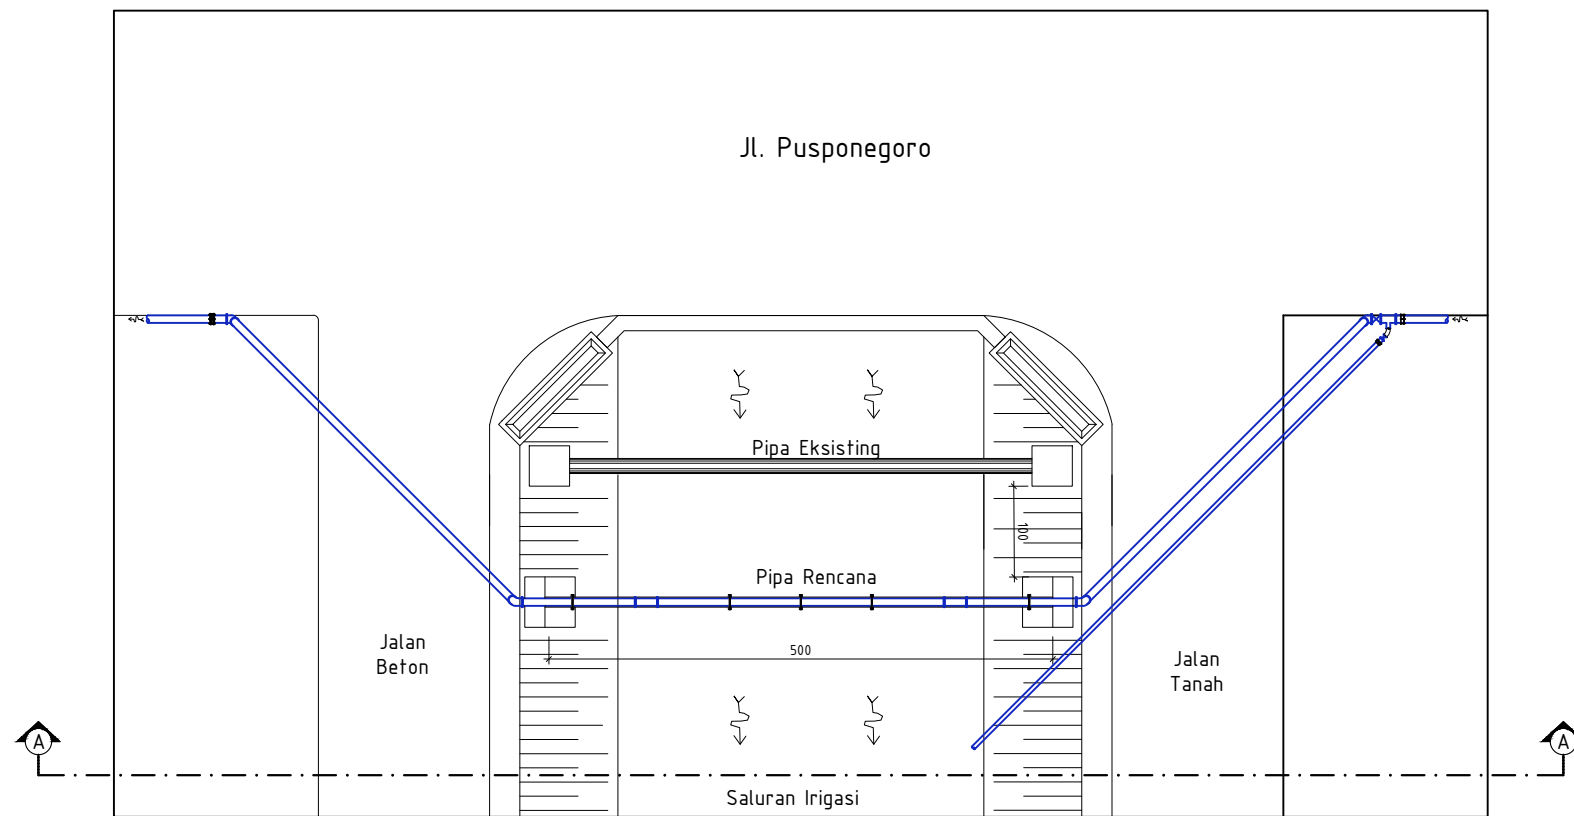 Jl. Pusponegoro
Pipa Eksisting
100
Pipa Rencana
Jalan
Beton
500
Jalan
Tanah
A
A
Saluran Irigasi